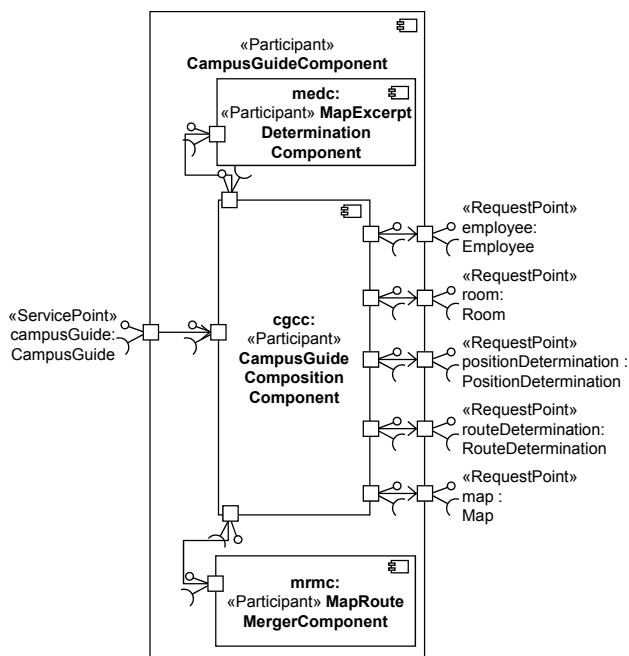 «Participant»
CampusGuideComponent
medc:
«Participant» MapExcerpt
Determination
Component
«ServicePoint»
campusGuide:
CampusGuide
cgcc:
«Participant»
CampusGuide
Composition
Component
«RequestPoint»
employee:
Employee
«RequestPoint»
room:
Room
«RequestPoint»
positionDetermination :
PositionDetermination
«RequestPoint»
routeDetermination:
RouteDetermination
«RequestPoint»
map :
Map
mrmc:
«Participant» MapRoute
MergerComponent